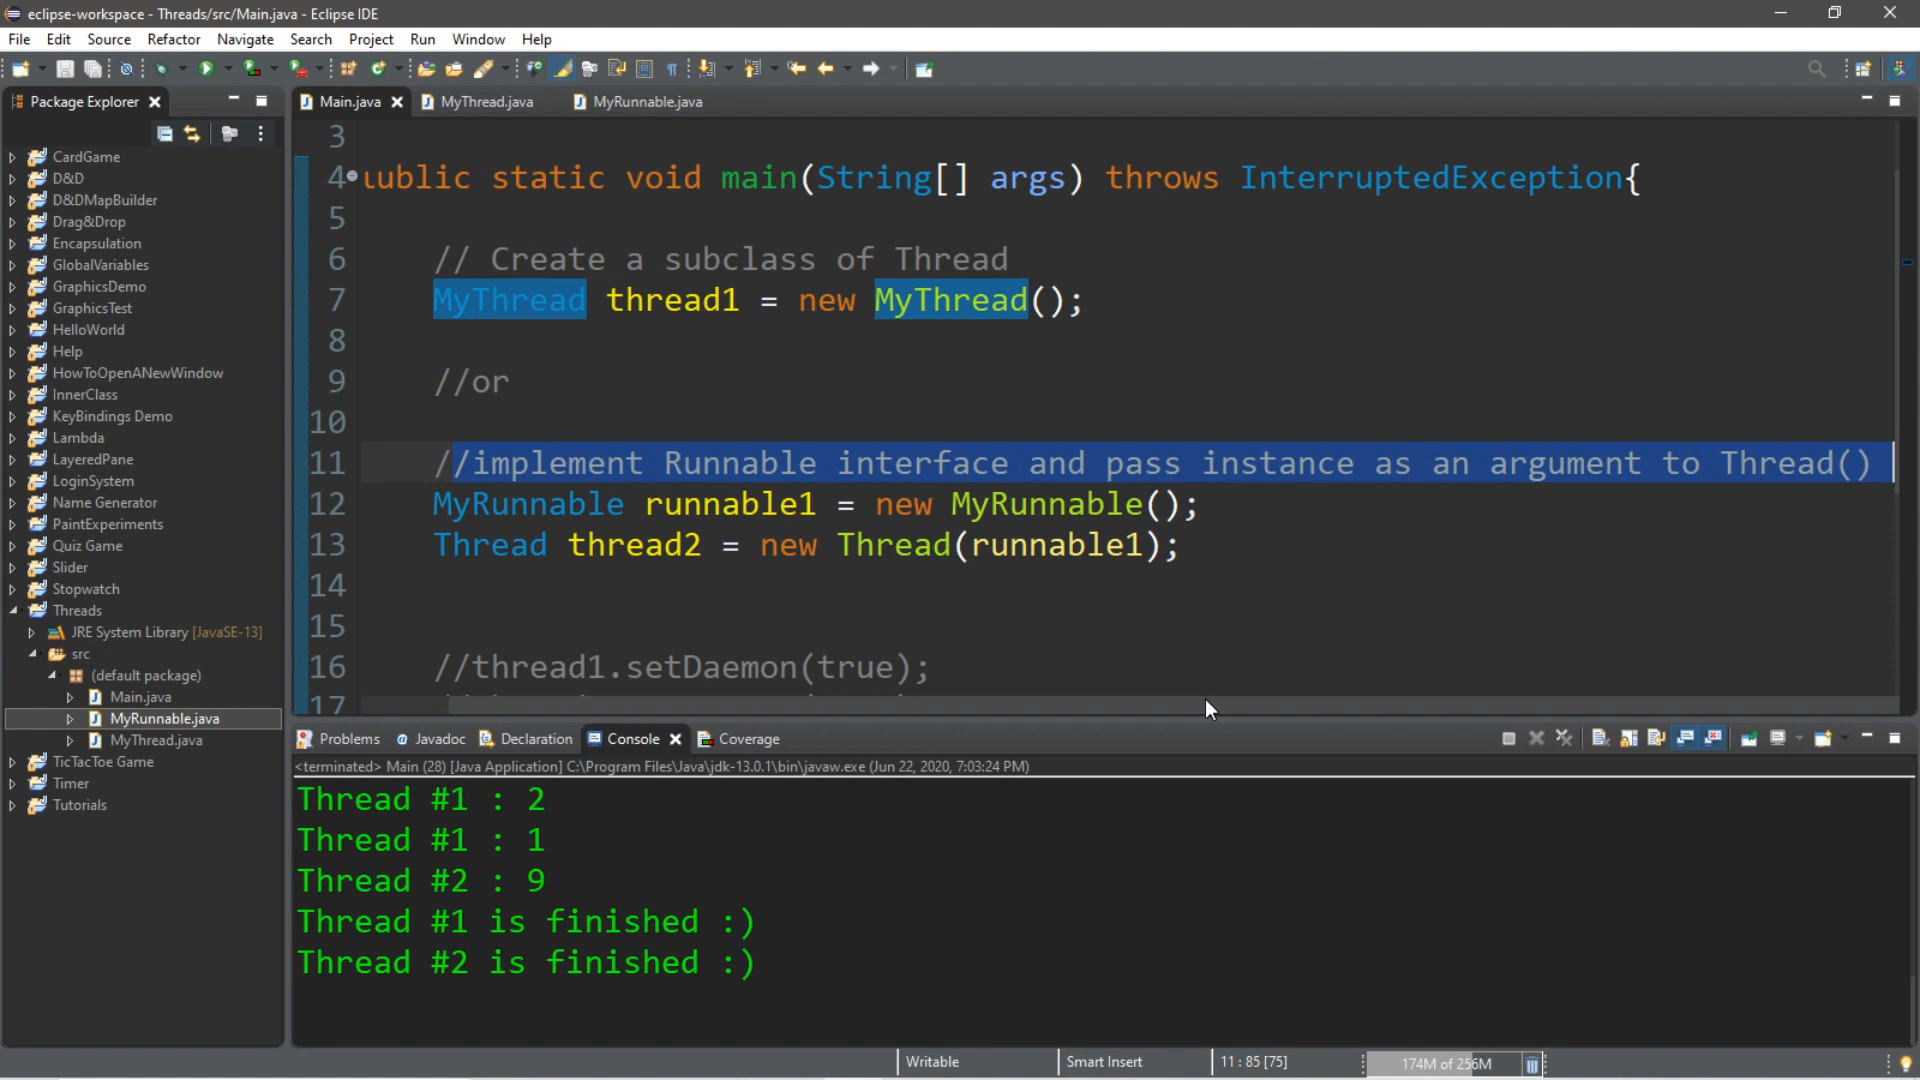 eclipse-workspace - Threads/src/Main.java - Eclipse IDE
File Edit Source Refactor Navigate Search Project Run Window Help
Package Explorer
Main.java MyThread.java MyRunnable.java
CardGame
D&D
D&DMapBuilder
Drag&Drop
Encapsulation
GlobalVariables
GraphicsDemo
GraphicsTest
HelloWorld
Help
HowToOpenANewWindow
InnerClass
KeyBindings Demo
Lambda
LayeredPane
LoginSystem
Name Generator
PaintExperiments
Quiz Game
Slider
Stopwatch
Threads
JRE System Library [JavaSE-13]
src
(default package)
Main.java
MyRunnable.java
MyThread.java
TicTacToe Game
Timer
Tutorials
3
4 ublic static void main(String[] args) throws InterruptedException{
5
6 // Create a subclass of Thread
7 MyThread thread1 = new MyThread();
8
9 //or
10
11 //implement Runnable interface and pass instance as an argument to Thread()
12 MyRunnable runnable1 = new MyRunnable();
13 Thread thread2 = new Thread(runnable1);
14
15
16 //thread1.setDaemon(true);
17
Problems Javadoc Declaration Console Coverage
<terminated> Main (28) [Java Application] C:\Program Files\Java\jdk-13.0.1\bin\javaw.exe (Jun 22, 2020, 7:03:24 PM)
Thread #1 : 2
Thread #1 : 1
Thread #2 : 9
Thread #1 is finished :)
Thread #2 is finished :)
Writable Smart Insert 11 : 85 [75] 174M of 256M